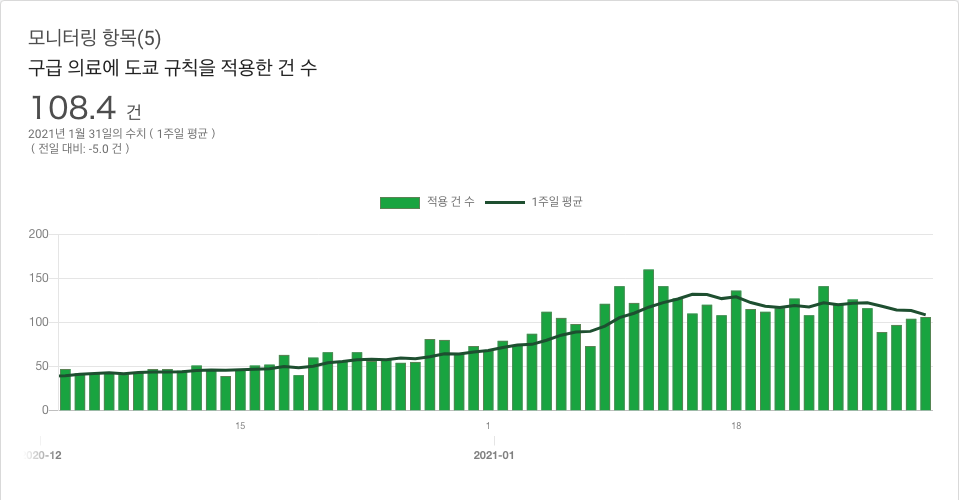 모니터링 항목(5)
구급 의료에 도쿄 규칙을 적용한 건 수
108.4 건
2021년 1월 31일의 수치 ( 1주일 평균 )
( 전일 대비: -5.0 건 )
적용 건 수 1주일 평균
200
150
100
50
0
15 1 18
020-12 2021-01